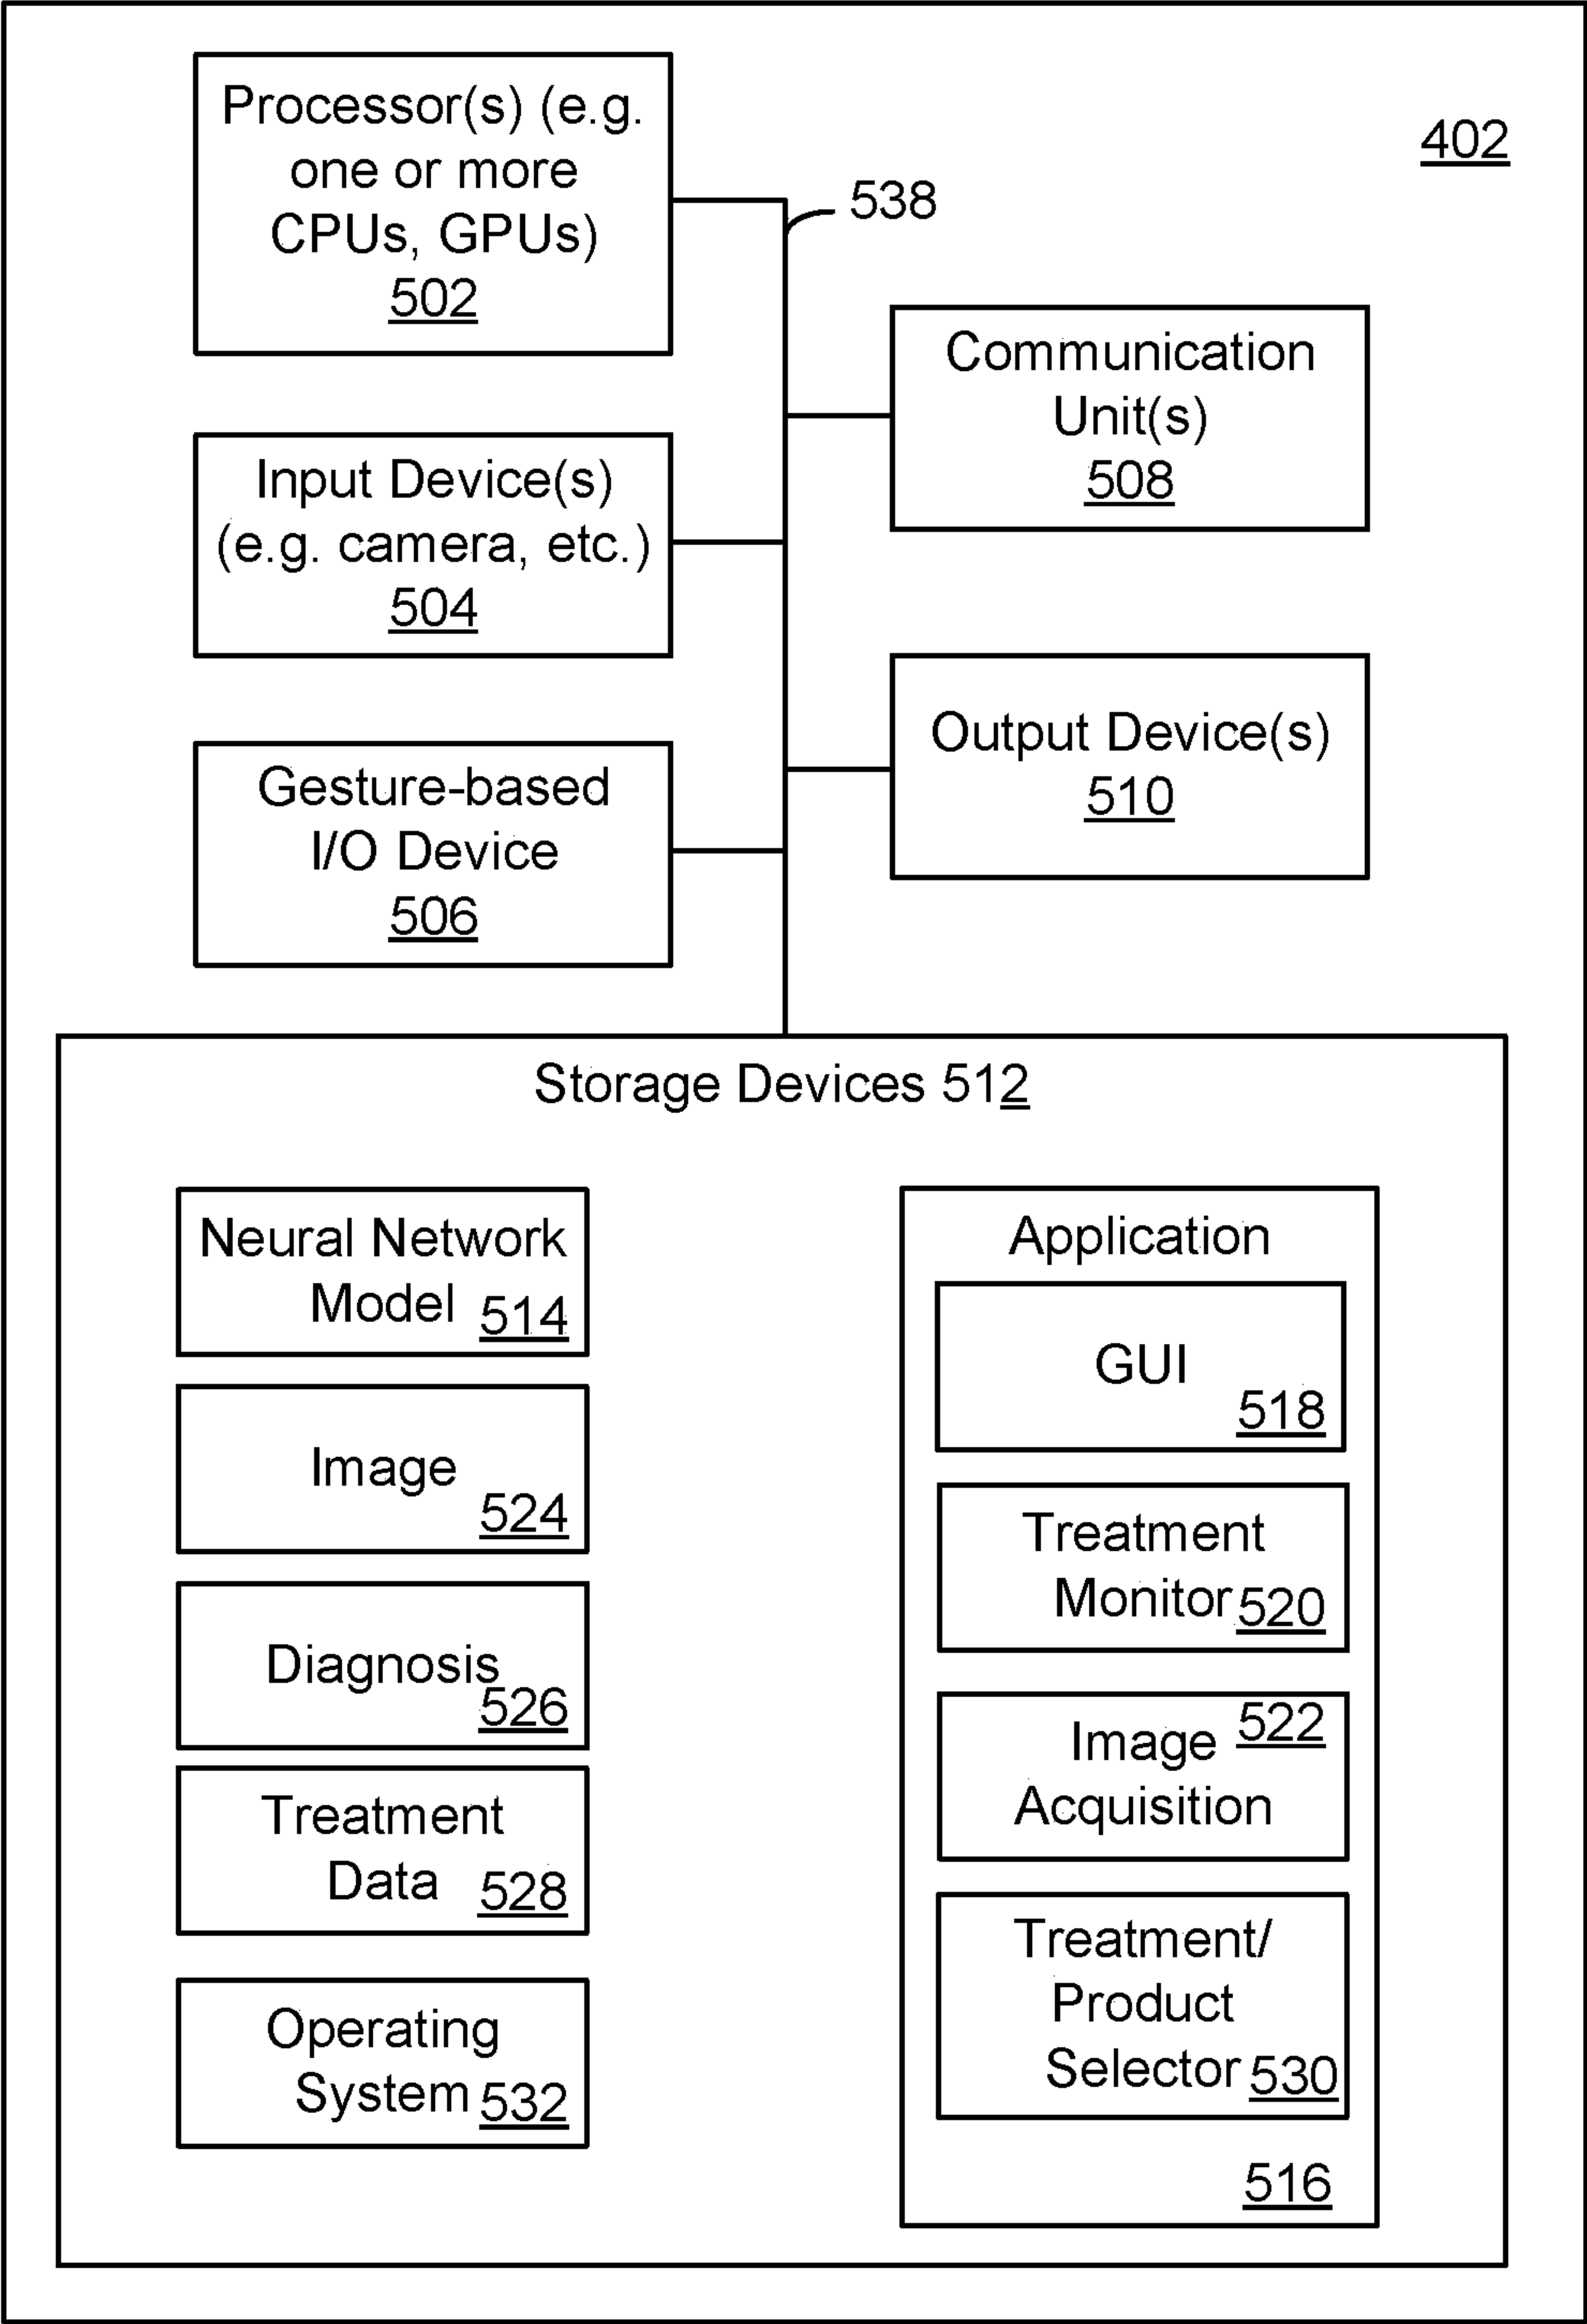 Processor(s) (e.g.
one or more
CPUs, GPUs)
502
402
538
Communication
Unit(s)
508
Input Device(s)
(e.g. camera, etc.)
504
Output Device(s)
510
Gesture-based
I/O Device
506
Storage Devices 512
Neural Network
Model 514
Image
524
Diagnosis
526
Treatment
Data 528
Operating
System 532
Application
GUI
518
Treatment
Monitor 520
Image 522
Acquisition
Treatment/
Product
Selector 530
516